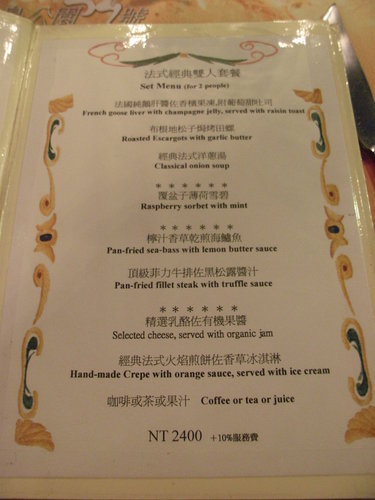 公園 號
法式經典雙人套餐
Set Menu (for 2 people)
法國純鵝肝醬佐香檳果凍,附葡萄甜吐司
French goose liver with champagne jelly, served with raisin toast
布根地松子焗烤田螺
Roasted Escargots with garlic butter
經典法式洋蔥湯
Classical onion soup
* * * * * *
覆盆子薄荷雪碧
Raspberry sorbet with mint
* * * * * *
檸汁香草乾煎海鱸魚
Pan-fried sea-bass with lemon butter sauce
頂級菲力牛排佐黑松露醬汁
Pan-fried fillet steak with truffle sauce
* * * * * *
精選乳酪佐有機果醬
Selected cheese, served with organic jam
經典法式火焰煎餅佐香草冰淇淋
Hand-made Crepe with orange sauce, served with ice cream
咖啡或茶或果汁 Coffee or tea or juice
NT 2400 +10%服務費